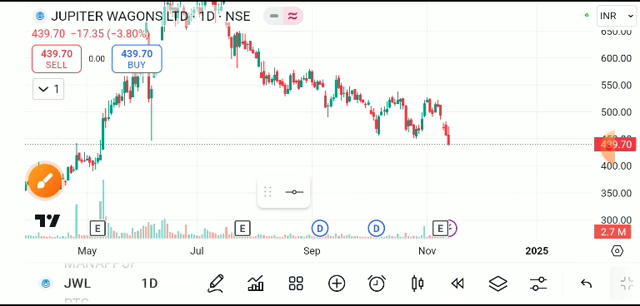 JUPITER WAGONS LTD · 1D · NSE
INR
439.70 −17.35 (−3.80%)
439.70
SELL
0.00
439.70
BUY
1
650.00
600.00
550.00
500.00
439.70
400.00
350.00
300.00
2.7 M
E
E
D
D
E
May
Jul
Sep
Nov
2025
JWL
1D